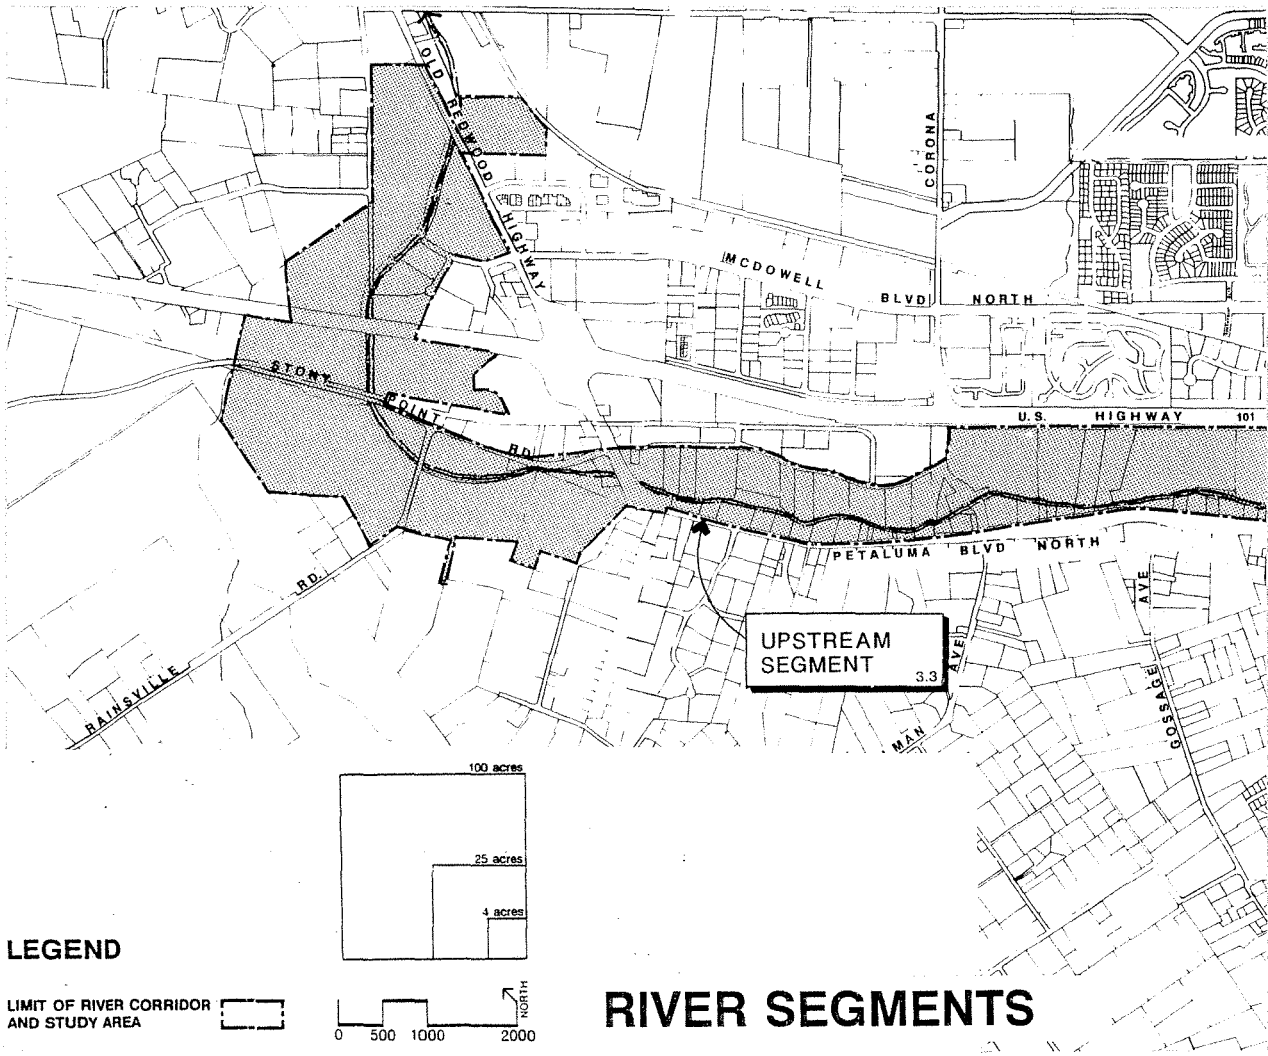 OLD REDWOOD HIGHWAY
CORONA
MCDOWELL BLVD NORTH
STONY POINT RD.
U.S. HIGHWAY 101
PETALUMA BLVD NORTH
RAINSVILLE RD.
UPSTREAM
SEGMENT
3.3
MAN AVE
GOSSAGE AVE
100 acres
25 acres
4 acres
LEGEND
LIMIT OF RIVER CORRIDOR
AND STUDY AREA
0 500 1000 2000
NORTH
RIVER SEGMENTS